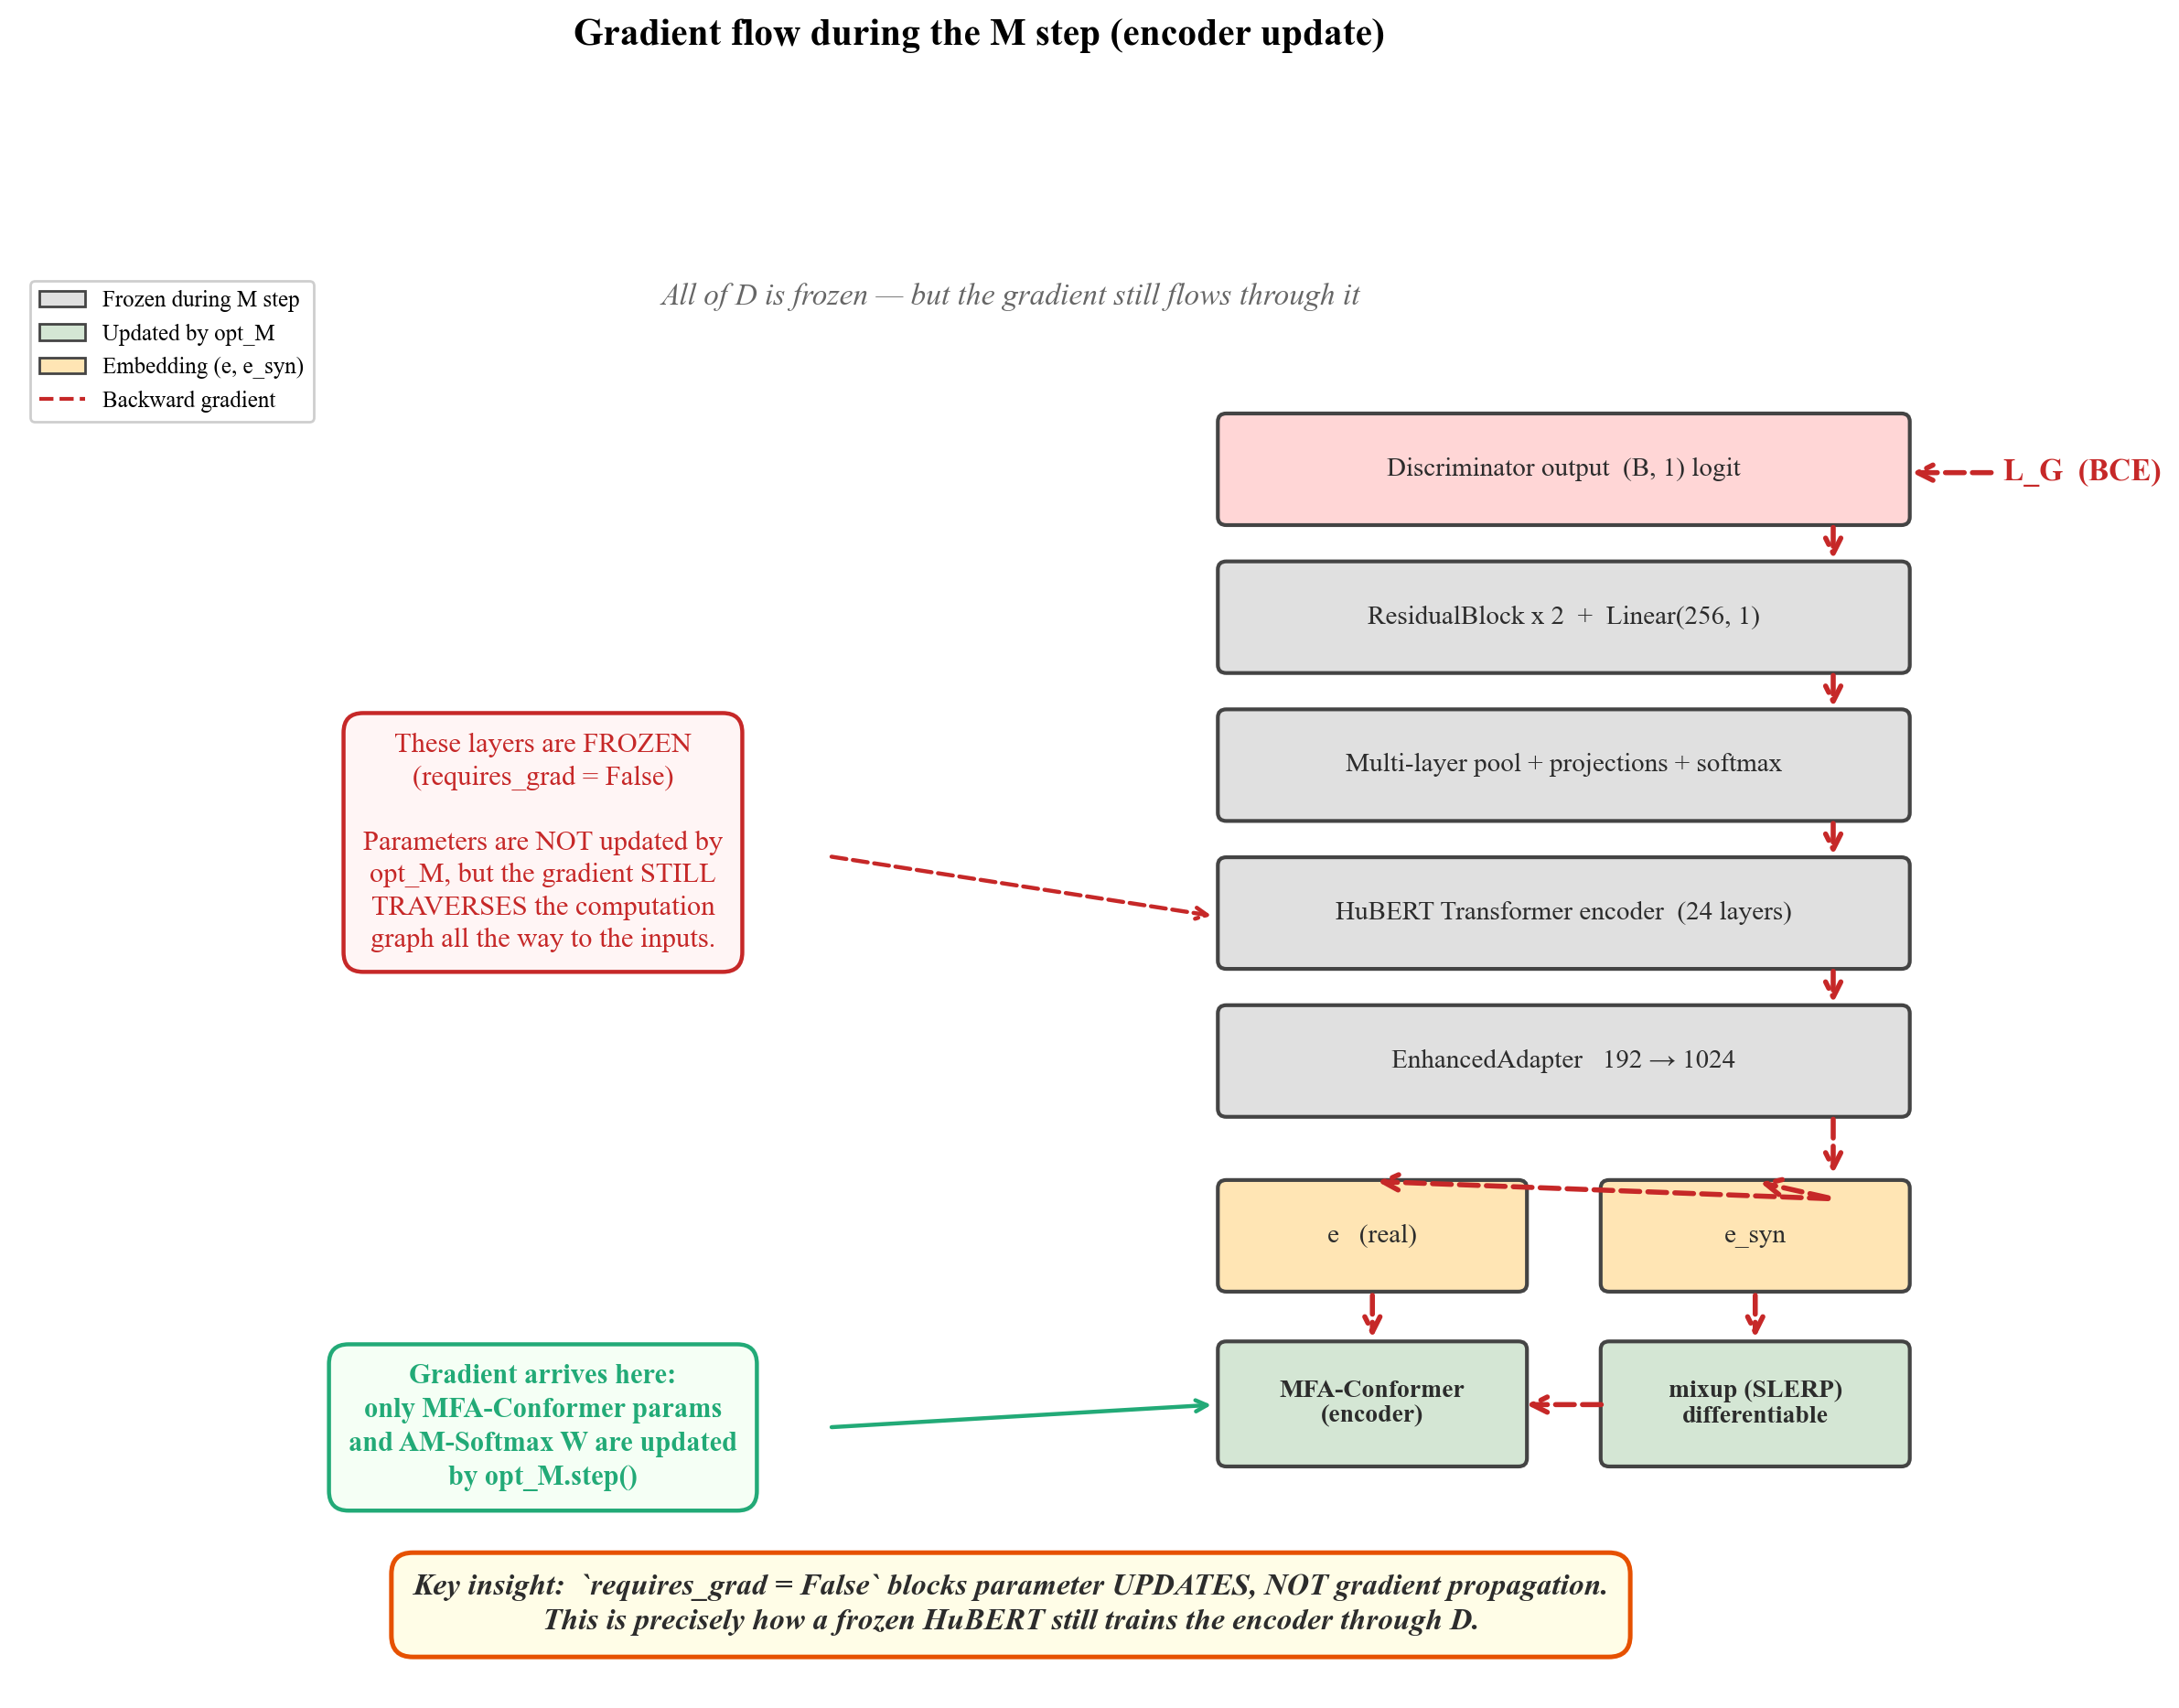 Gradient flow during the M step (encoder update)
All of D is frozen — but the gradient still flows through it
Frozen during M step
Updated by opt_M
Embedding (e, e_syn)
Backward gradient
Discriminator output (B, 1) logit
L_G (BCE)
ResidualBlock x 2 + Linear(256, 1)
Multi-layer pool + projections + softmax
These layers are FROZEN
(requires_grad = False)
Parameters are NOT updated by
opt_M, but the gradient STILL
TRAVERSES the computation
graph all the way to the inputs.
HuBERT Transformer encoder (24 layers)
EnhancedAdapter 192 → 1024
e (real)
e_syn
Gradient arrives here:
only MFA-Conformer params
and AM-Softmax W are updated
by opt_M.step()
MFA-Conformer
(encoder)
mixup (SLERP)
differentiable
Key insight: `requires_grad = False` blocks parameter UPDATES, NOT gradient propagation.
This is precisely how a frozen HuBERT still trains the encoder through D.